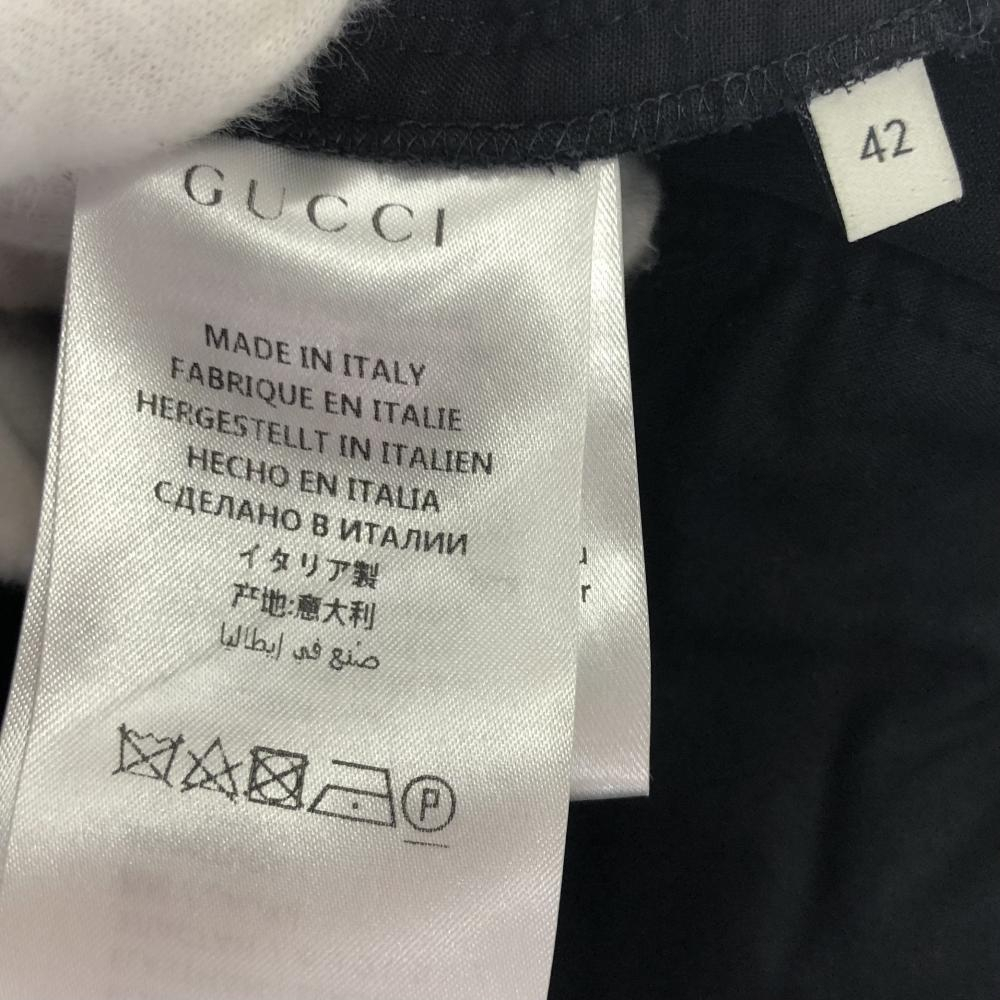 GUCCI
MADE IN ITALY
FABRIQUE EN ITALIE
HERGESTELLT IN ITALIEN
HECHO EN ITALIA
СДЕЛАНО В ИТАЛИИ
イタリア製
产地:意大利
صنع في إيطاليا
P
42